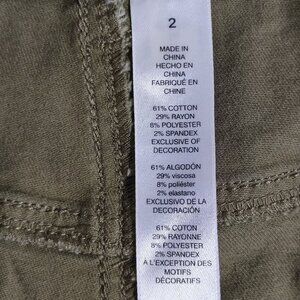 2
MADE IN
CHINA
HECHO EN
CHINA
FABRIQUÉ EN
CHINE
61% COTTON
29% RAYON
8% POLYESTER
2% SPANDEX
EXCLUSIVE OF
DECORATION
61% ALGODÓN
29% viscosa
8% poliéster
2% elastano
EXCLUSIVO DE LA
DECORACIÓN
61% COTON
29% RAYONNE
8% POLYESTER
2% SPANDEX
À L'EXCEPTION DES
MOTIFS
DÉCORATIFS